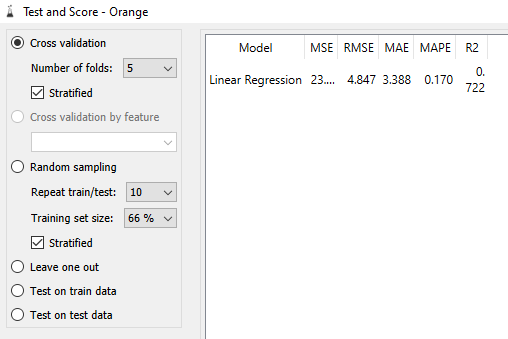 Test and Score - Orange
Cross validation
Number of folds: 5
Stratified
Cross validation by feature
Random sampling
Repeat train/test: 10
Training set size: 66 %
Stratified
Leave one out
Test on train data
Test on test data
Model MSE RMSE MAE MAPE R2
Linear Regression 23.... 4.847 3.388 0.170 0.
722